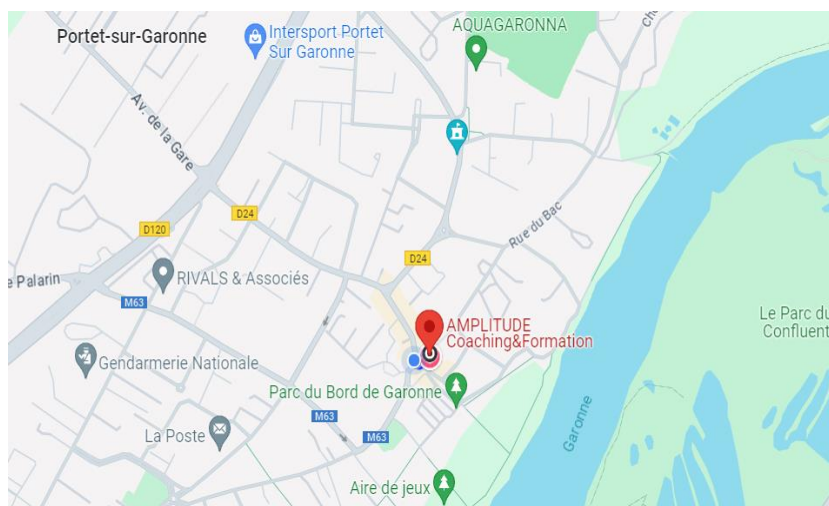 Portet-sur-Garonne
Intersport Portet
Sur Garonne
AQUAGARONNA
Av. de la Gare
D24
D120
Rue du Bac
D24
e Palarin
RIVALS & Associés
M63
Le Parc du
Confluent
AMPLITUDE
Coaching&Formation
Gendarmerie Nationale
Parc du Bord de Garonne
M63
La Poste
M63
Garonne
Aire de jeux